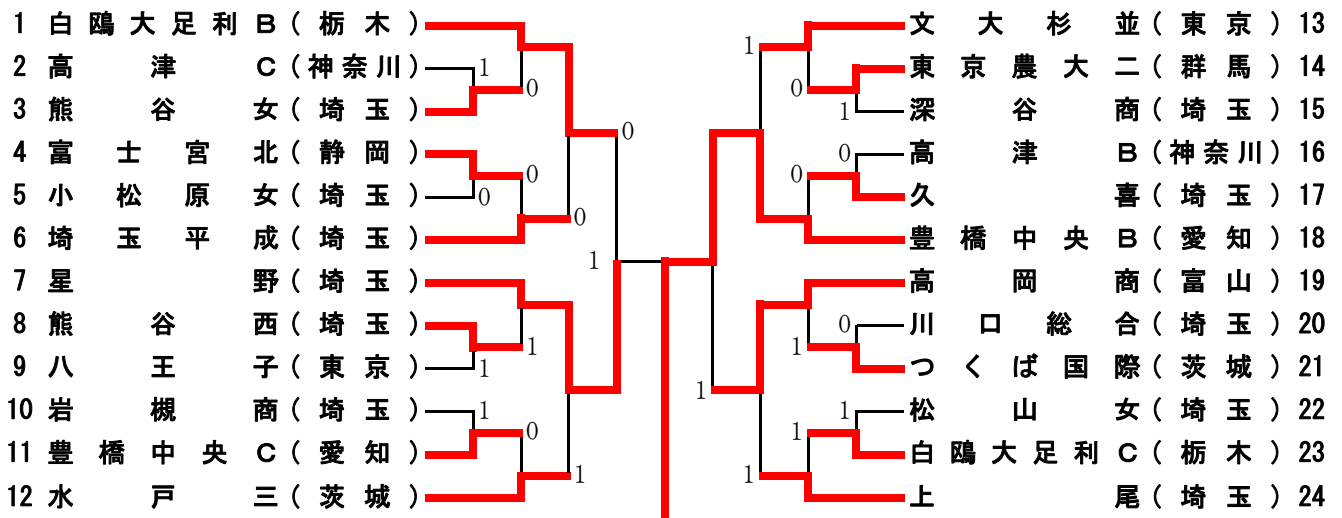 1 白鴎大足利B(栃木)
2 高津C(神奈川)
3 熊谷女(埼玉)
4 富士宮北(静岡)
5 小松原女(埼玉)
6 埼玉平成(埼玉)
7 星野(埼玉)
8 熊谷西(埼玉)
9 八王子(東京)
10 岩槻商(埼玉)
11 豊橋中央C(愛知)
12 水戸三(茨城)
1
0
0
0
0
0
1
1
1
1
0
1
文大杉並(東京) 13
東京農大二(群馬) 14
深谷商(埼玉) 15
高津B(神奈川) 16
久喜(埼玉) 17
豊橋中央B(愛知) 18
高岡商(富山) 19
川口総合(埼玉) 20
つくば国際(茨城) 21
松山女(埼玉) 22
白鴎大足利C(栃木) 23
上尾(埼玉) 24
1
0
1
0
0
0
1
1
1
1
1